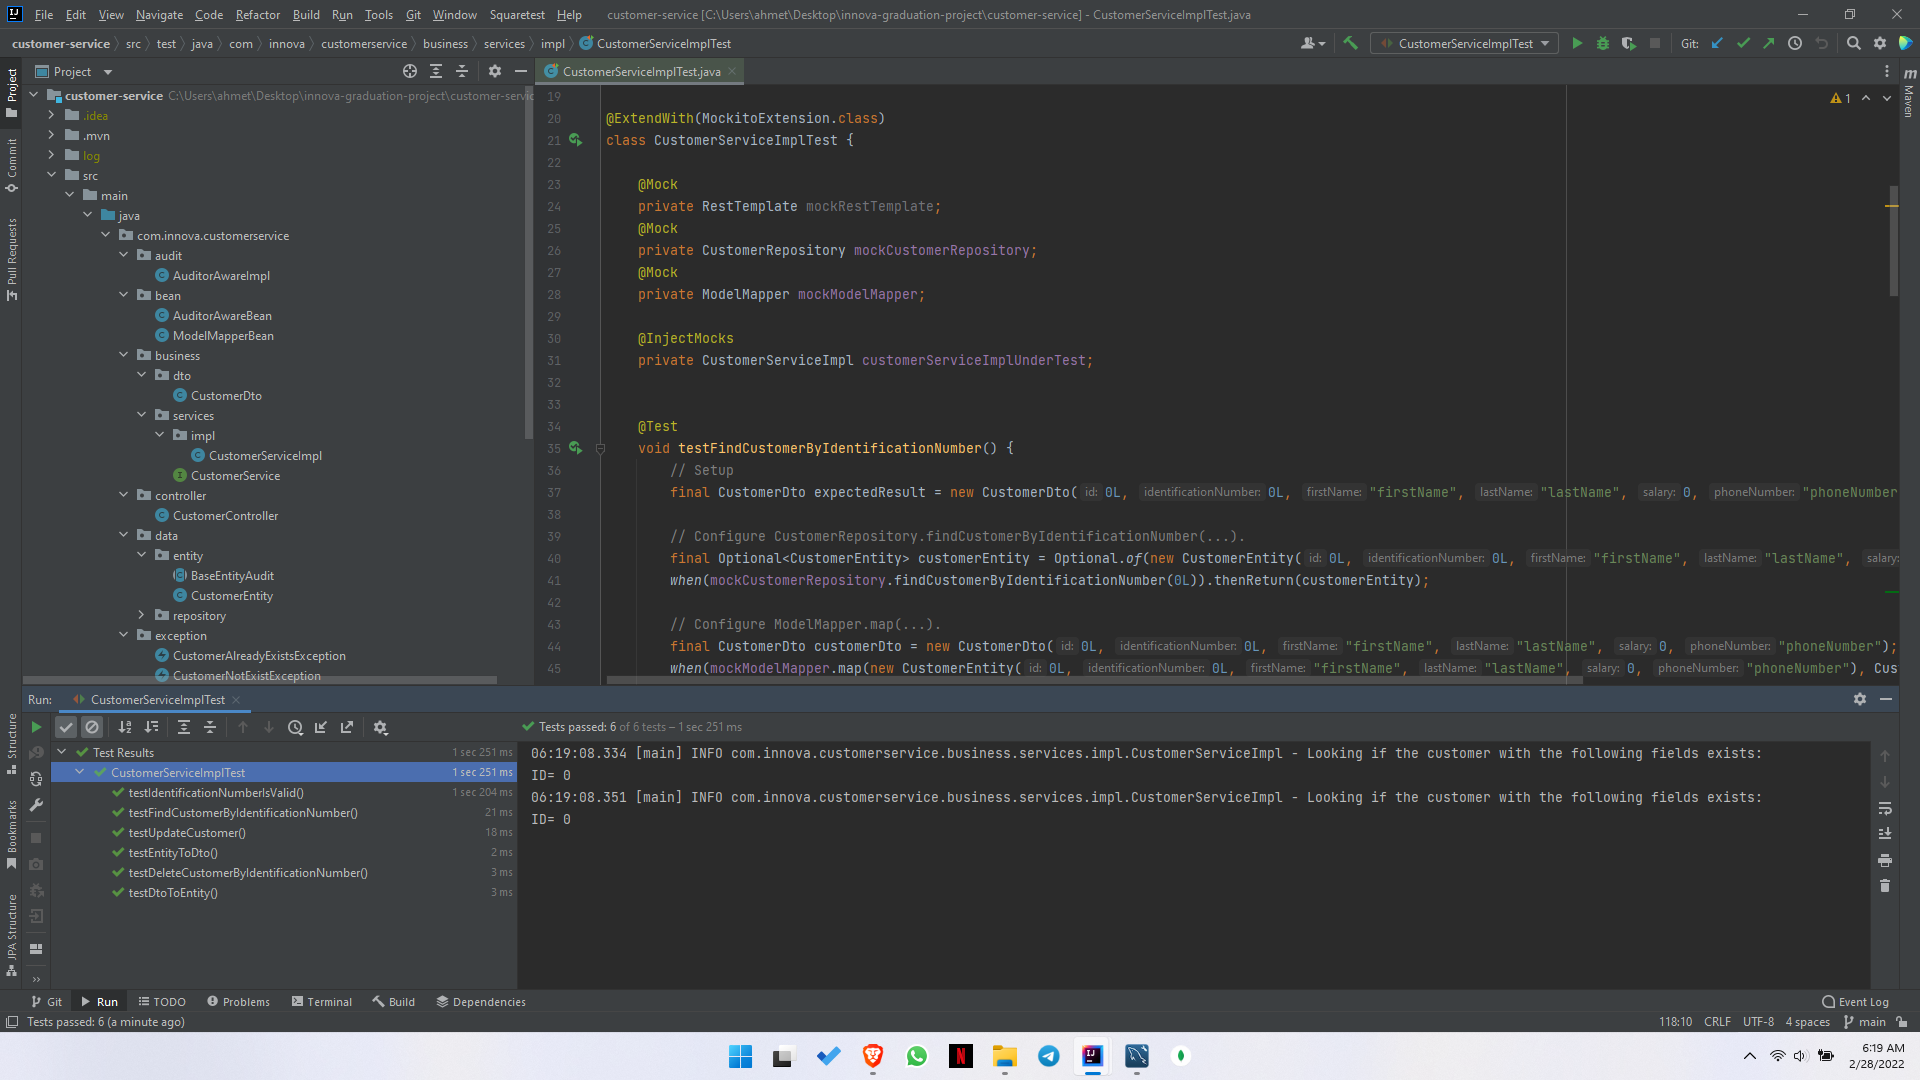 File Edit View Navigate Code Refactor Build Run Tools Git Window Squaretest Help customer-service [C:\Users\ahmet\Desktop\innova-graduation-project\customer-service] - CustomerServiceImplTest.java
customer-service src test java com innova customerservice business services impl CustomerServiceImplTest
CustomerServiceImplTest Git:
Project
Commit
Pull Requests
Project
customer-service C:\Users\ahmet\Desktop\innova-graduation-project\customer-servic
.idea
.mvn
log
src
main
java
com.innova.customerservice
audit
AuditorAwareImpl
bean
AuditorAwareBean
ModelMapperBean
business
dto
CustomerDto
services
impl
CustomerServiceImpl
CustomerService
controller
CustomerController
data
entity
BaseEntityAudit
CustomerEntity
repository
exception
CustomerAlreadyExistsException
CustomerNotExistException
CustomerServiceImplTest.java
1
m
Maven
19
20 @ExtendWith(MockitoExtension.class)
21 class CustomerServiceImplTest {
22
23 @Mock
24 private RestTemplate mockRestTemplate;
25 @Mock
26 private CustomerRepository mockCustomerRepository;
27 @Mock
28 private ModelMapper mockModelMapper;
29
30 @InjectMocks
31 private CustomerServiceImpl customerServiceImplUnderTest;
32
33
34 @Test
35 void testFindCustomerByIdentificationNumber() {
36 // Setup
37 final CustomerDto expectedResult = new CustomerDto( id: 0L, identificationNumber: 0L, firstName: "firstName", lastName: "lastName", salary: 0, phoneNumber: "phoneNumber
38
39 // Configure CustomerRepository.findCustomerByIdentificationNumber(...).
40 final Optional<CustomerEntity> customerEntity = Optional.of(new CustomerEntity( id: 0L, identificationNumber: 0L, firstName: "firstName", lastName: "lastName", salary:
41 when(mockCustomerRepository.findCustomerByIdentificationNumber(0L)).thenReturn(customerEntity);
42
43 // Configure ModelMapper.map(...).
44 final CustomerDto customerDto = new CustomerDto( id: 0L, identificationNumber: 0L, firstName: "firstName", lastName: "lastName", salary: 0, phoneNumber: "phoneNumber");
45 when(mockModelMapper.map(new CustomerEntity( id: 0L, identificationNumber: 0L, firstName: "firstName", lastName: "lastName", salary: 0, phoneNumber: "phoneNumber"), Cus
Run: CustomerServiceImplTest
Structure
Bookmarks
JPA Structure
Tests passed: 6 of 6 tests – 1 sec 251 ms
Test Results 1 sec 251 ms
CustomerServiceImplTest 1 sec 251 ms
testIdentificationNumberIsValid() 1 sec 204 ms
testFindCustomerByIdentificationNumber() 21 ms
testUpdateCustomer() 18 ms
testEntityToDto() 2 ms
testDeleteCustomerByIdentificationNumber() 3 ms
testDtoToEntity() 3 ms
06:19:08.334 [main] INFO com.innova.customerservice.business.services.impl.CustomerServiceImpl - Looking if the customer with the following fields exists:
ID= 0
06:19:08.351 [main] INFO com.innova.customerservice.business.services.impl.CustomerServiceImpl - Looking if the customer with the following fields exists:
ID= 0
Git Run TODO Problems Terminal Build Dependencies Event Log
Tests passed: 6 (a minute ago) 118:10 CRLF UTF-8 4 spaces main
6:19 AM
2/28/2022